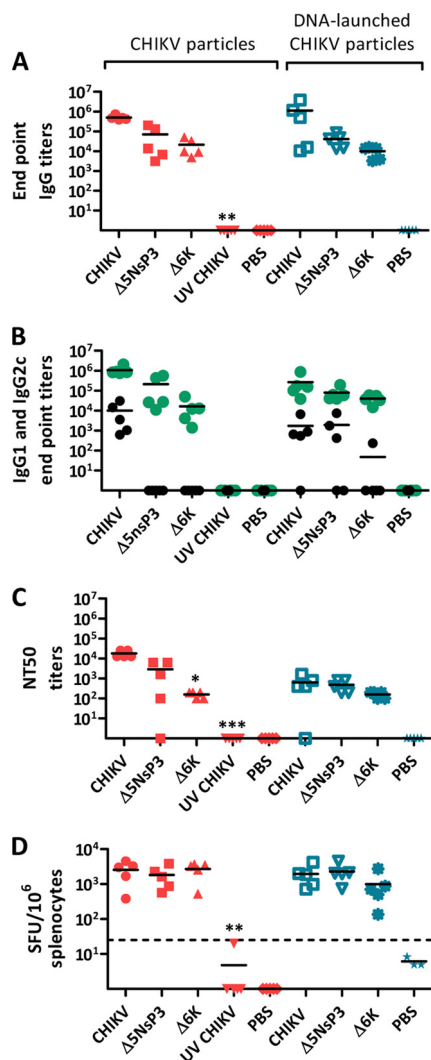 DNA-launched
CHIKV particles CHIKV particles
A
End point
IgG titers
10⁷
10⁶
10⁵
10⁴
10³
10²
10¹
**
CHIKV Δ5NsP3 Δ6K UV CHIKV PBS CHIKV Δ5NsP3 Δ6K PBS
B
IgG1 and IgG2c
end point titers
10⁷
10⁶
10⁵
10⁴
10³
10²
10¹
CHIKV Δ5nsP3 Δ6K UV CHIKV PBS CHIKV Δ5NsP3 Δ6K PBS
C
NT50
titers
10⁷
10⁶
10⁵
10⁴
10³
10²
10¹
* ***
CHIKV Δ5NsP3 Δ6K UV CHIKV PBS CHIKV Δ5NsP3 Δ6K PBS
D
SFU/10⁶
splenocytes
10⁴
10³
10²
10¹
**
CHIKV Δ5NsP3 Δ6K UV CHIKV PBS CHIKV Δ5NsP3 Δ6K PBS